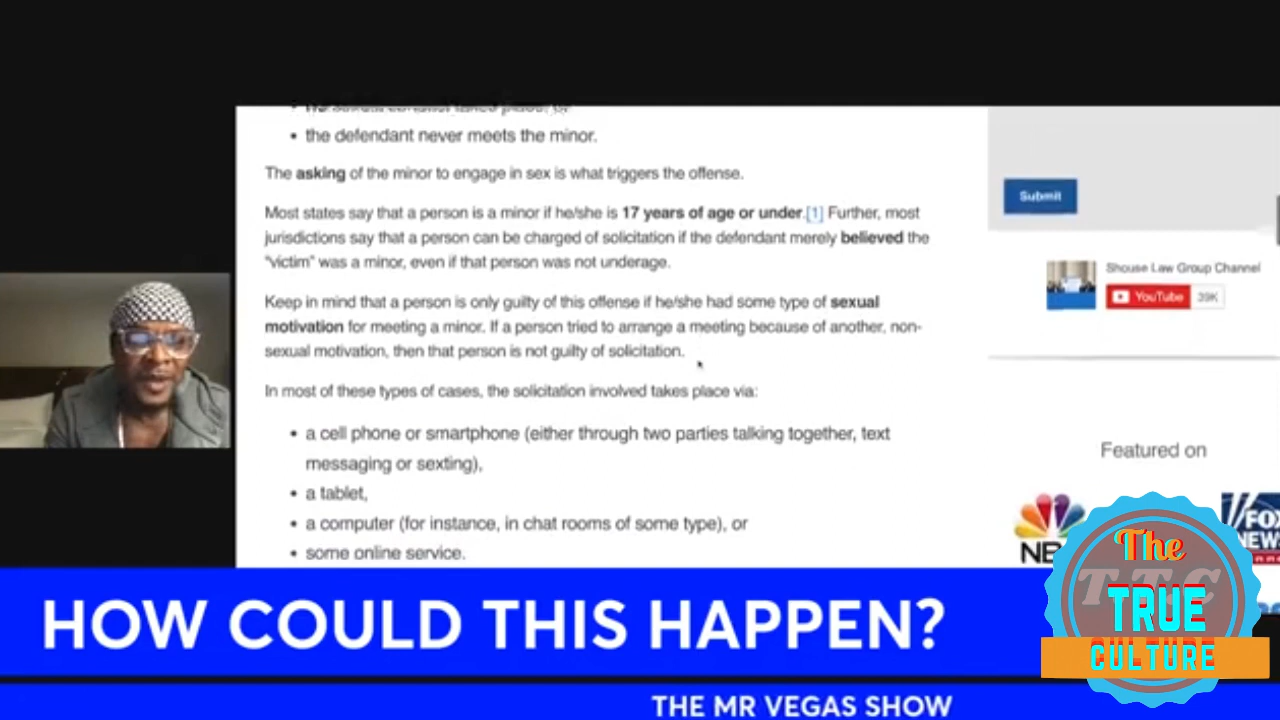 • the defendant never meets the minor.
The asking of the minor to engage in sex is what triggers the offense.
Most states say that a person is a minor if he/she is 17 years of age or under.[1] Further, most
jurisdictions say that a person can be charged of solicitation if the defendant merely believed the
"victim" was a minor, even if that person was not underage.
Keep in mind that a person is only guilty of this offense if he/she had some type of sexual
motivation for meeting a minor. If a person tried to arrange a meeting because of another, non-
sexual motivation, then that person is not guilty of solicitation.
In most of these types of cases, the solicitation involved takes place via:
• a cell phone or smartphone (either through two parties talking together, text
messaging or sexting),
• a tablet,
• a computer (for instance, in chat rooms of some type), or
• some online service.
Submit
Shouse Law Group Channel
YouTube 39K
Featured on
NB
FOX
NEWS
The
TTC
TRUE
CULTURE
HOW COULD THIS HAPPEN?
THE MR VEGAS SHOW